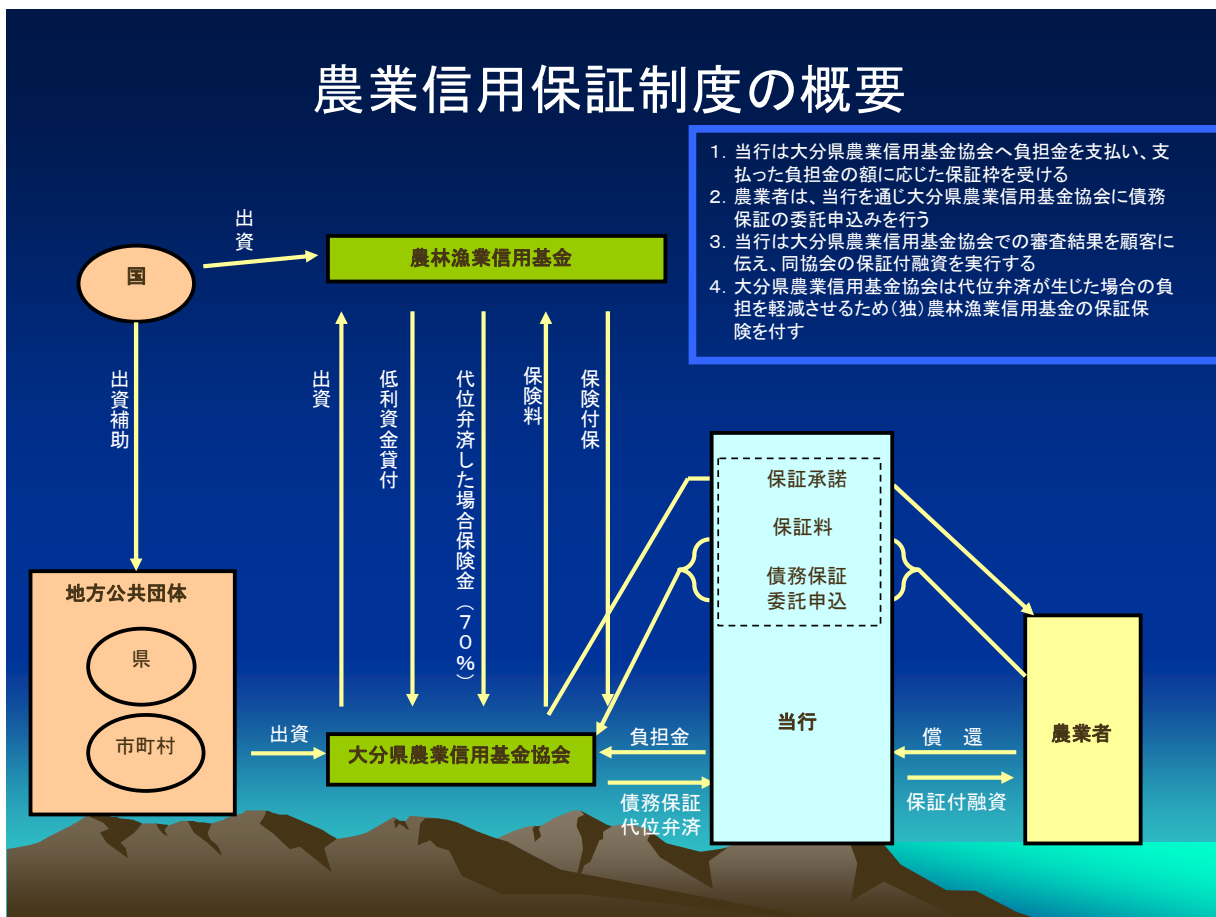 農業信用保証制度の概要
1. 当行は大分県農業信用基金協会へ負担金を支払い、支
払った負担金の額に応じた保証枠を受ける
2. 農業者は、当行を通じ大分県農業信用基金協会に債務
保証の委託申込みを行う
3. 当行は大分県農業信用基金協会での審査結果を顧客に
伝え、同協会の保証付融資を実行する
4. 大分県農業信用基金協会は代位弁済が生じた場合の負
担を軽減させるため(独)農林漁業信用基金の保証保
険を付す
出資
国
農林漁業信用基金
出資補助
出資
低利資金貸付
代位弁済した場合保険金(70%)
保険料
保険付保
保証承諾
保証料
債務保証
委託申込
地方公共団体
県
市町村
出資
大分県農業信用基金協会
負担金
債務保証
代位弁済
当行
償 還
保証付融資
農業者